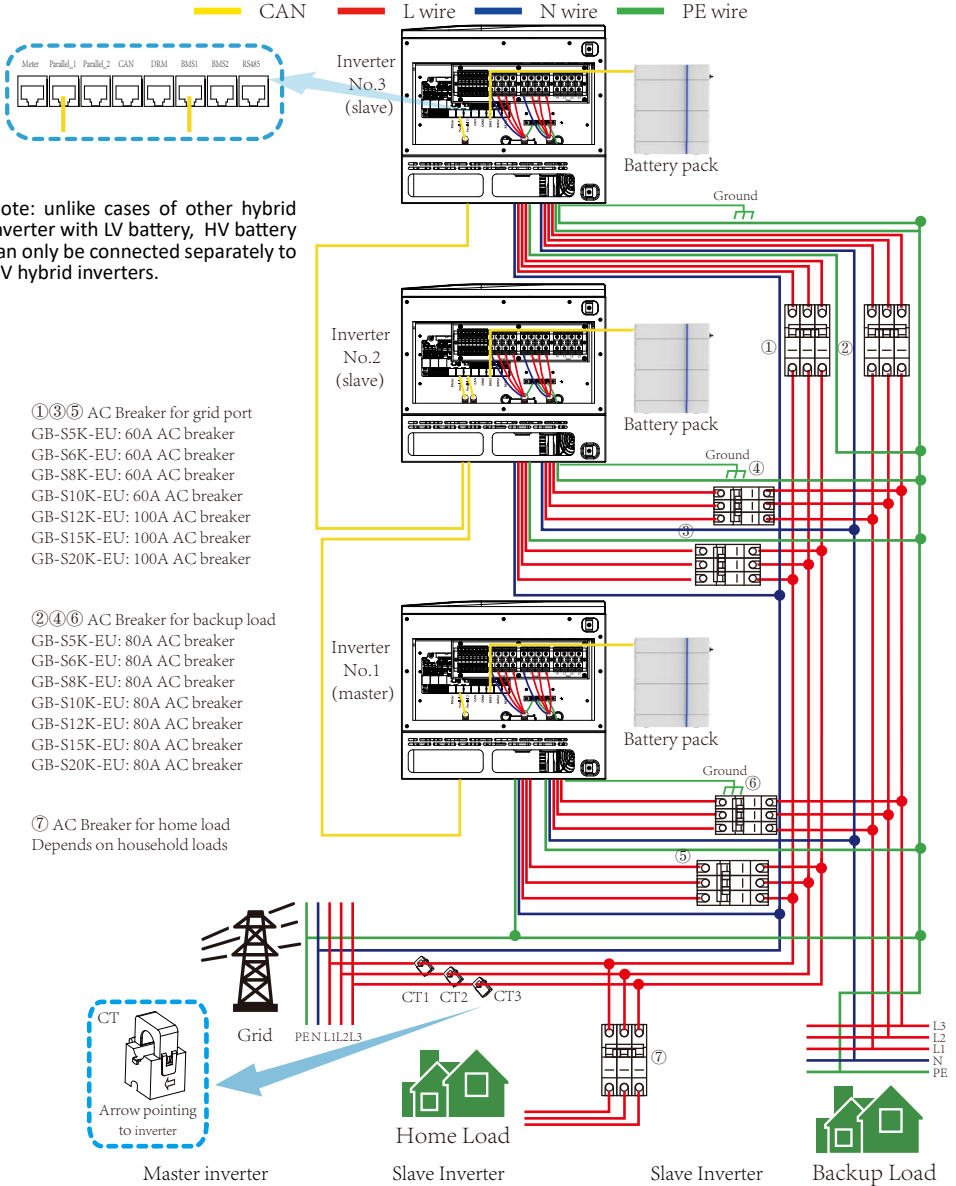 CAN L wire N wire PE wire
Meter Parallel_1 Parallel_2 CAN DRM BMS1 BMS2 RS485
Inverter
No.3
(slave)
Battery pack
Ground
ote: unlike cases of other hybrid
nverter with LV battery, HV battery
an only be connected separately to
V hybrid inverters.
Inverter
No.2
(slave)
Battery pack
① ②
Ground
④
③
①③⑤ AC Breaker for grid port
GB-S5K-EU: 60A AC breaker
GB-S6K-EU: 60A AC breaker
GB-S8K-EU: 60A AC breaker
GB-S10K-EU: 60A AC breaker
GB-S12K-EU: 100A AC breaker
GB-S15K-EU: 100A AC breaker
GB-S20K-EU: 100A AC breaker
②④⑥ AC Breaker for backup load
GB-S5K-EU: 80A AC breaker
GB-S6K-EU: 80A AC breaker
GB-S8K-EU: 80A AC breaker
GB-S10K-EU: 80A AC breaker
GB-S12K-EU: 80A AC breaker
GB-S15K-EU: 80A AC breaker
GB-S20K-EU: 80A AC breaker
Inverter
No.1
(master)
Battery pack
Ground
⑥
⑤
⑦ AC Breaker for home load
Depends on household loads
CT1 CT2 CT3
Grid
PE N L1 L2 L3
CT
Arrow pointing
to inverter
⑦
Home Load
L3
L2
L1
N
PE
Backup Load
Master inverter Slave Inverter Slave Inverter